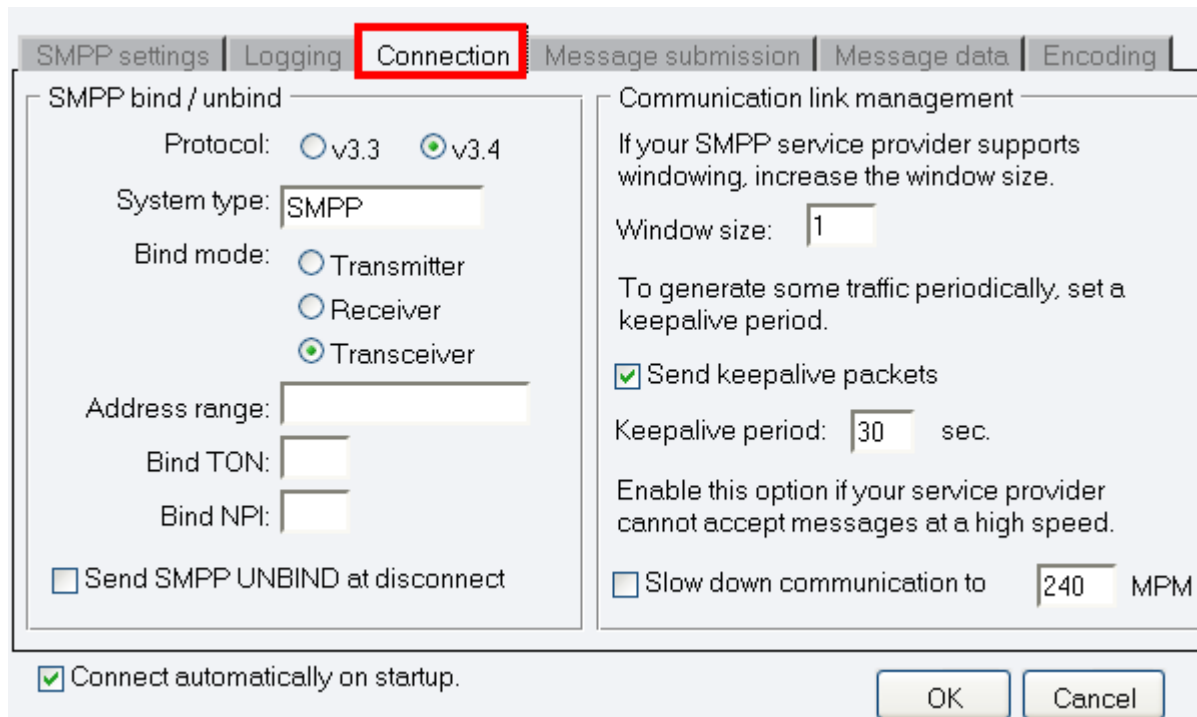 SMPP settings Logging Connection Message submission Message data Encoding
SMPP bind / unbind
Protocol: v3.3 v3.4
System type: SMPP
Bind mode: Transmitter
Receiver
Transceiver
Address range:
Bind TON:
Bind NPI:
Send SMPP UNBIND at disconnect
Communication link management
If your SMPP service provider supports
windowing, increase the window size.
Window size: 1
To generate some traffic periodically, set a
keepalive period.
Send keepalive packets
Keepalive period: 30 sec.
Enable this option if your service provider
cannot accept messages at a high speed.
Slow down communication to 240 MPM
Connect automatically on startup.
OK Cancel